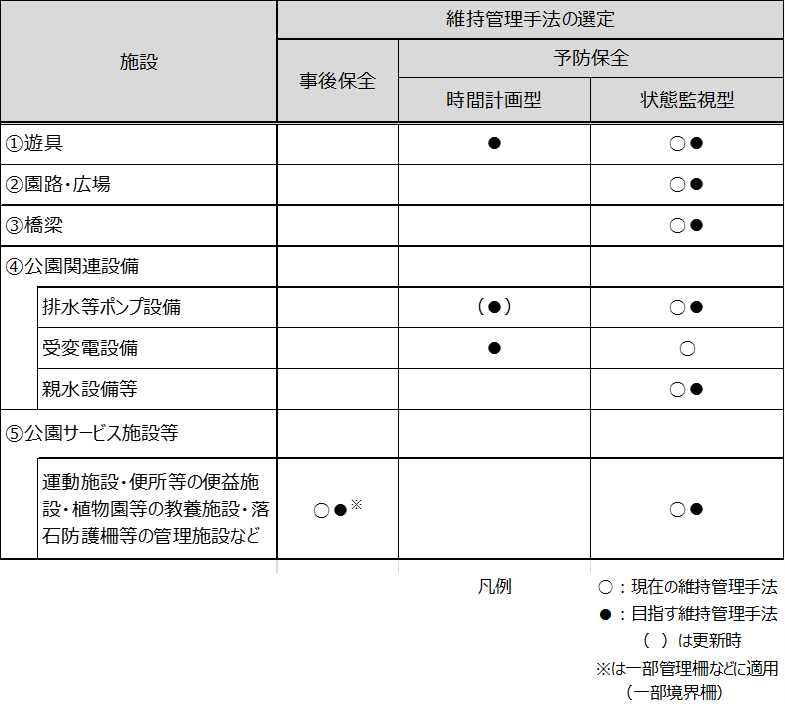 施設
維持管理手法の選定
事後保全
予防保全
時間計画型
状態監視型
①遊具
●
○●
②園路・広場
○●
③橋梁
○●
④公園関連設備
排水等ポンプ設備
（●）
○●
受変電設備
●
○
親水設備等
○●
⑤公園サービス施設等
運動施設・便所等の便益施
設・植物園等の教養施設・落
石防護柵等の管理施設など
○●※
○●
凡例
○：現在の維持管理手法
●：目指す維持管理手法
（　）は更新時
※は一部管理柵などに適用
（一部境界柵）